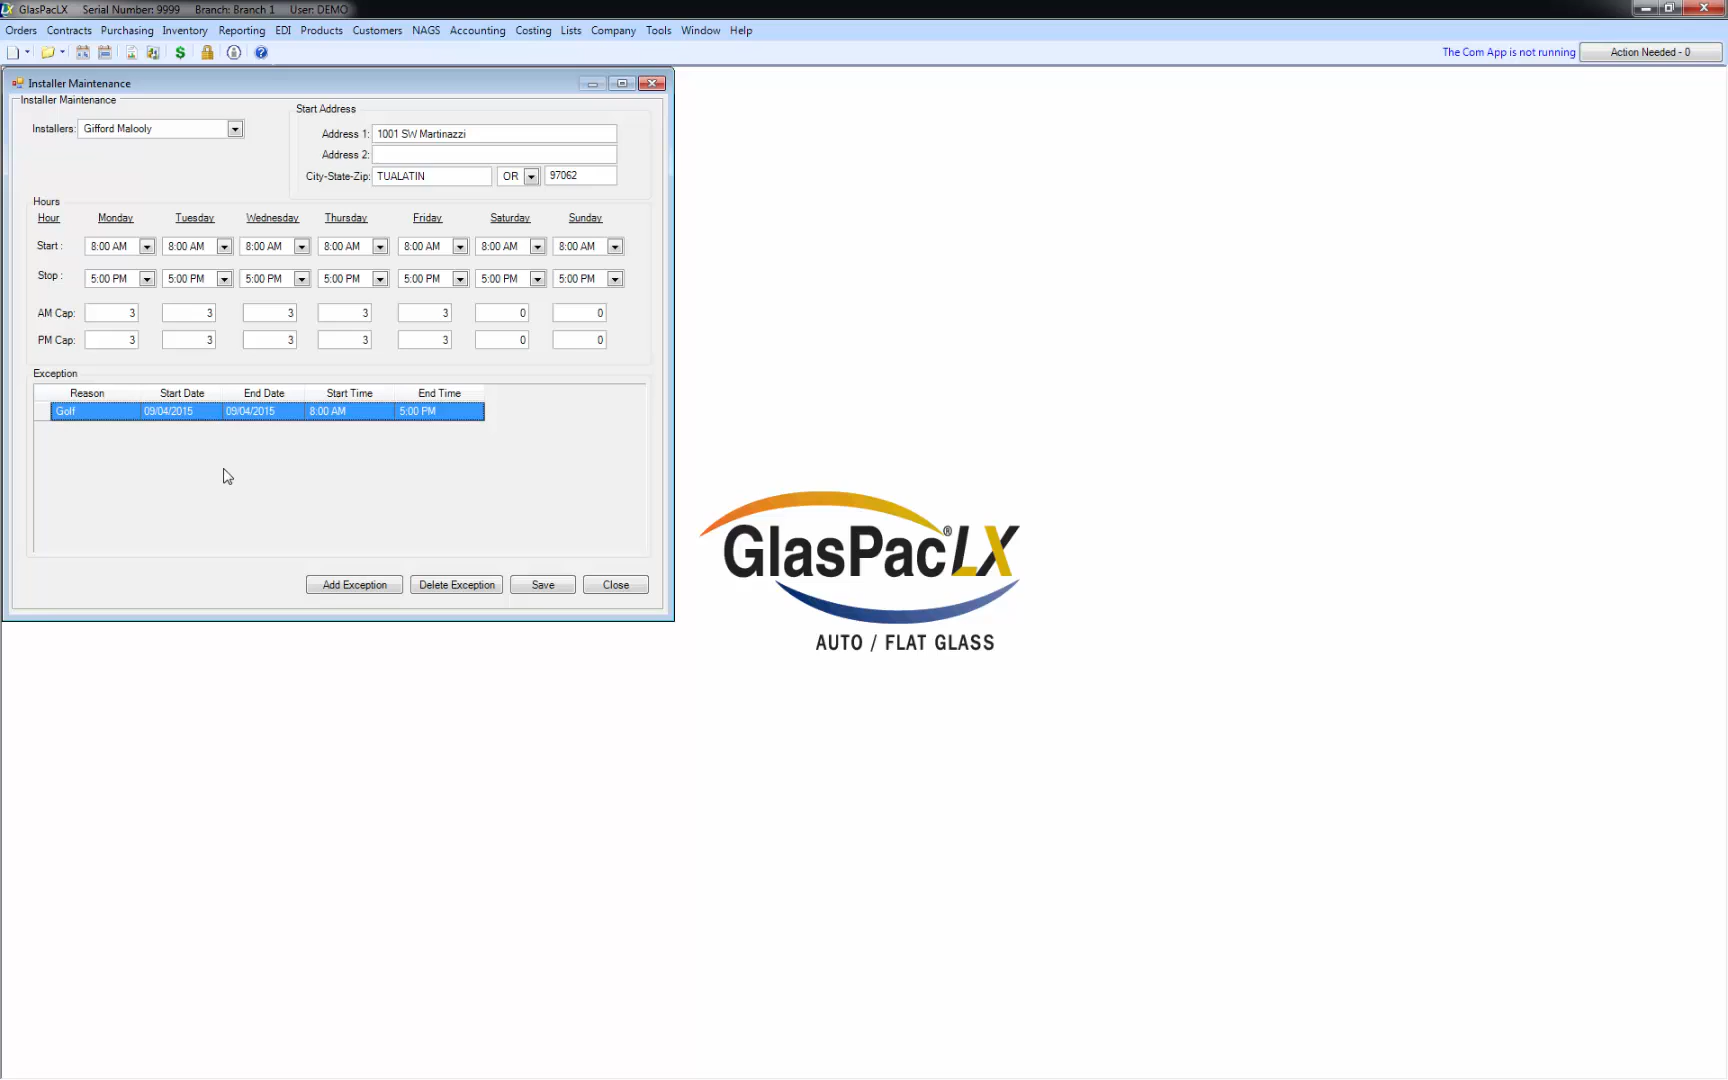 GlasPacLX Serial Number: 9999 Branch: Branch 1 User: DEMO
Orders Contracts Purchasing Inventory Reporting EDI Products Customers NAGS Accounting Costing Lists Company Tools Window Help
The Com App is not running Action Needed - 0
Installer Maintenance
Installer Maintenance
Installers: Gifford Malooly
Start Address
Address 1: 1001 SW Martinazzi
Address 2:
City-State-Zip: TUALATIN OR 97062
Hours
Hour Monday Tuesday Wednesday Thursday Friday Saturday Sunday
Start : 8:00 AM 8:00 AM 8:00 AM 8:00 AM 8:00 AM 8:00 AM 8:00 AM
Stop : 5:00 PM 5:00 PM 5:00 PM 5:00 PM 5:00 PM 5:00 PM 5:00 PM
AM Cap: 3 3 3 3 3 0 0
PM Cap: 3 3 3 3 3 0 0
Exception
Reason Start Date End Date Start Time End Time
Golf 09/04/2015 09/04/2015 8:00 AM 5:00 PM
Add Exception Delete Exception Save Close
GlasPac®LX
AUTO / FLAT GLASS